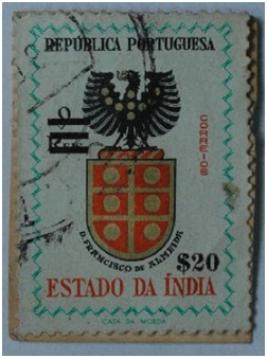 REPÚBLICA PORTUGUESA
CORREIOS
D. FRANCISCO DE ALMEIDA
$20
ESTADO DA ÍNDIA
CASA DA MOEDA